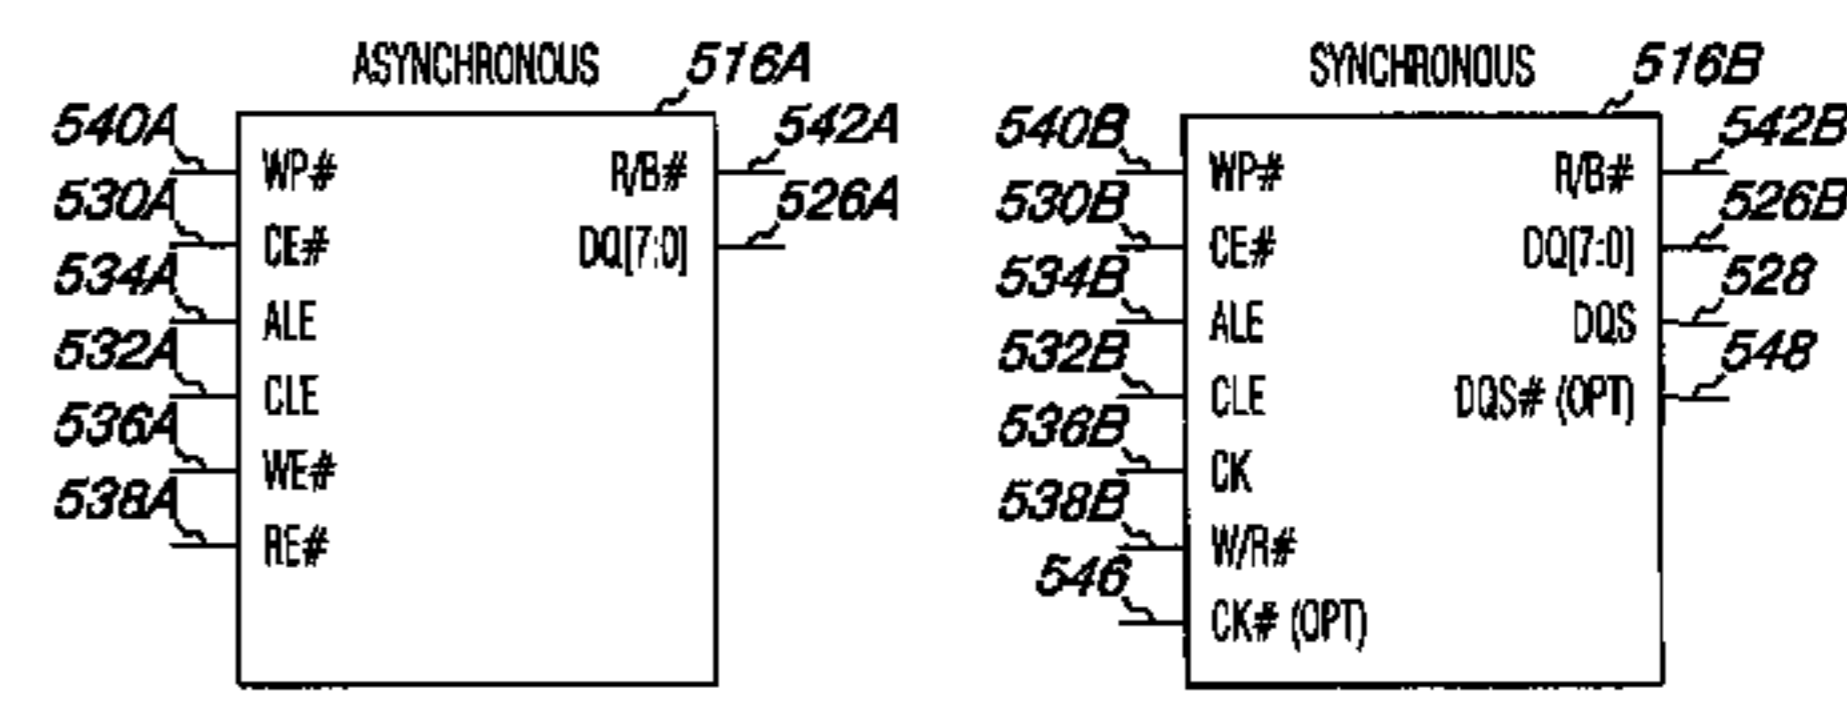 ASYNCHRONOUS 516A
540A WP# R/B# 542A
530A CE# DQ[7:0] 526A
534A ALE
532A CLE
536A WE#
538A RE#
SYNCHRONOUS 516B
540B WP# R/B# 542B
530B CE# DQ[7:0] 526B
534B ALE DQS 528
532B CLE DQS# (OPT) 548
536B CK
538B W/R#
546 CK# (OPT)